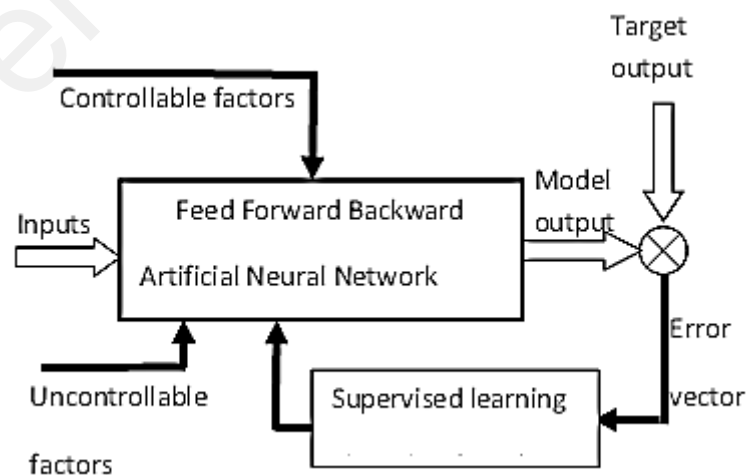 Target
output
Controllable factors
Feed Forward Backward
Model
output
Inputs
Artificial Neural Network
Error
vector
Uncontrollable
factors
Supervised learning